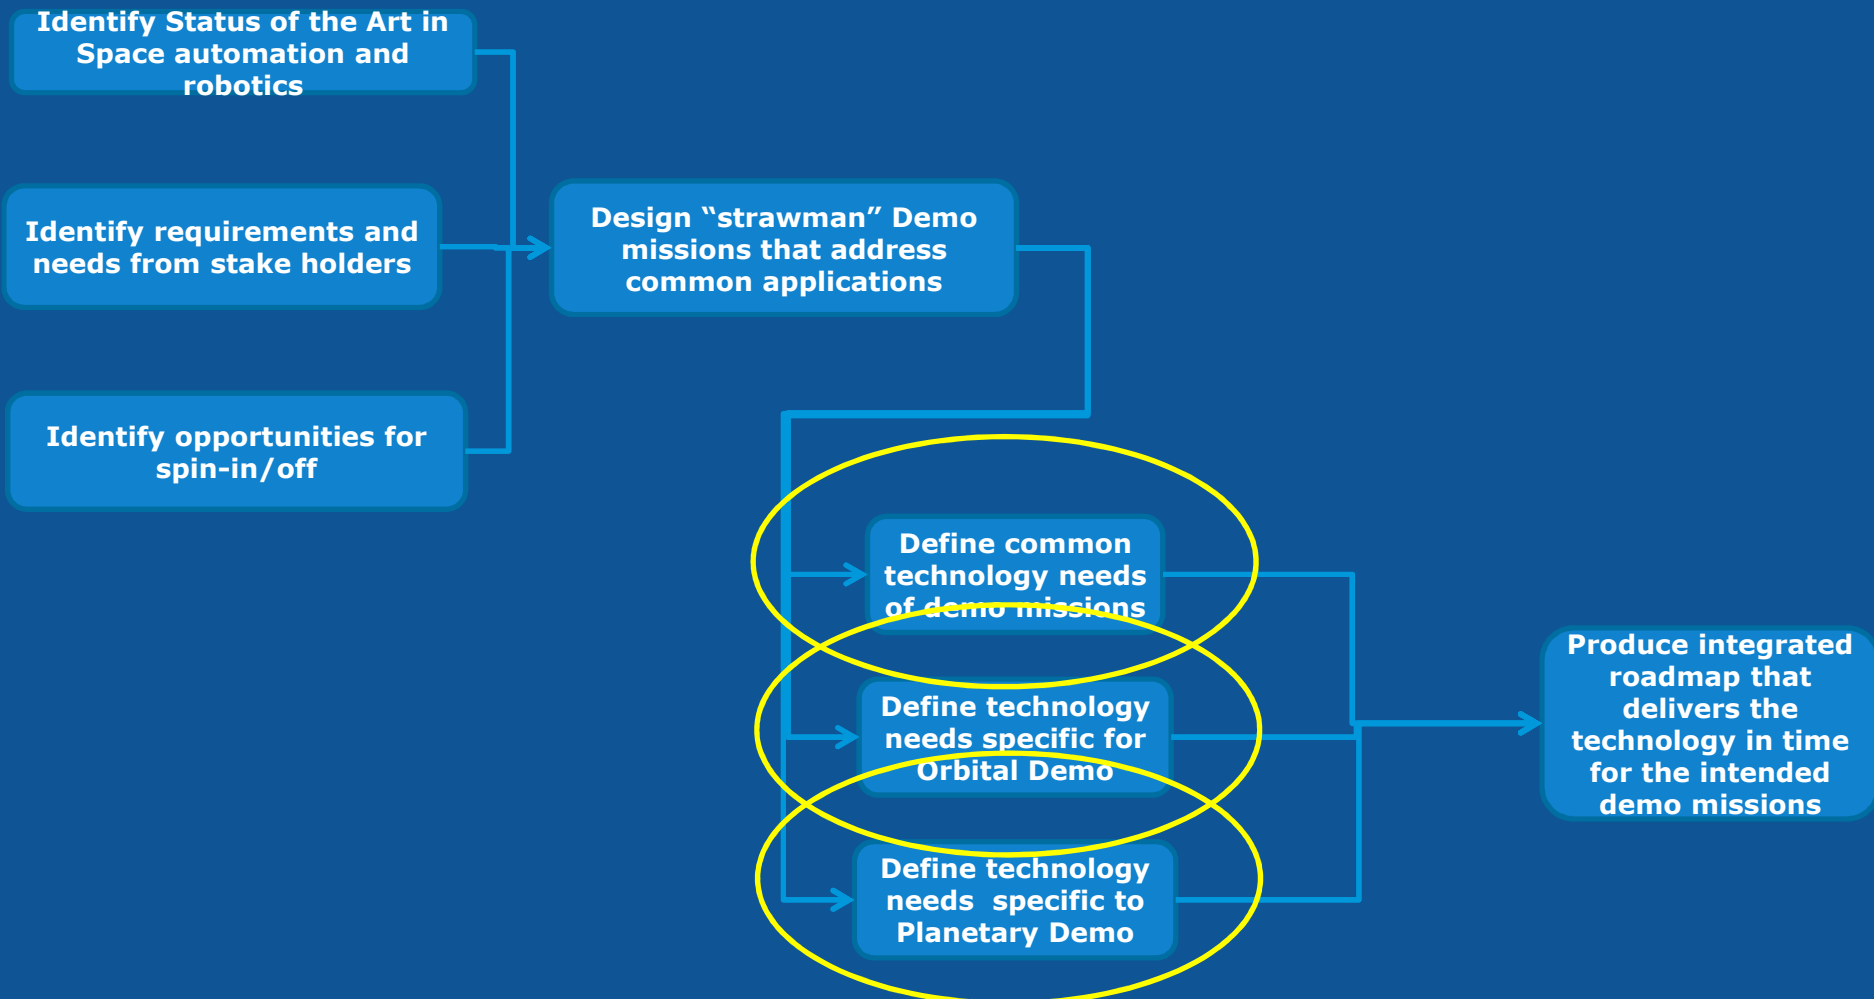 Identify Status of the Art in
Space automation and
robotics
Identify requirements and
needs from stake holders
Identify opportunities for
spin-in/off
Design “strawman” Demo
missions that address
common applications
Define common
technology needs
of demo missions
Define technology
needs specific for
Orbital Demo
Define technology
needs  specific to
Planetary Demo
Produce integrated
roadmap that
delivers the
technology in time
for the intended
demo missions